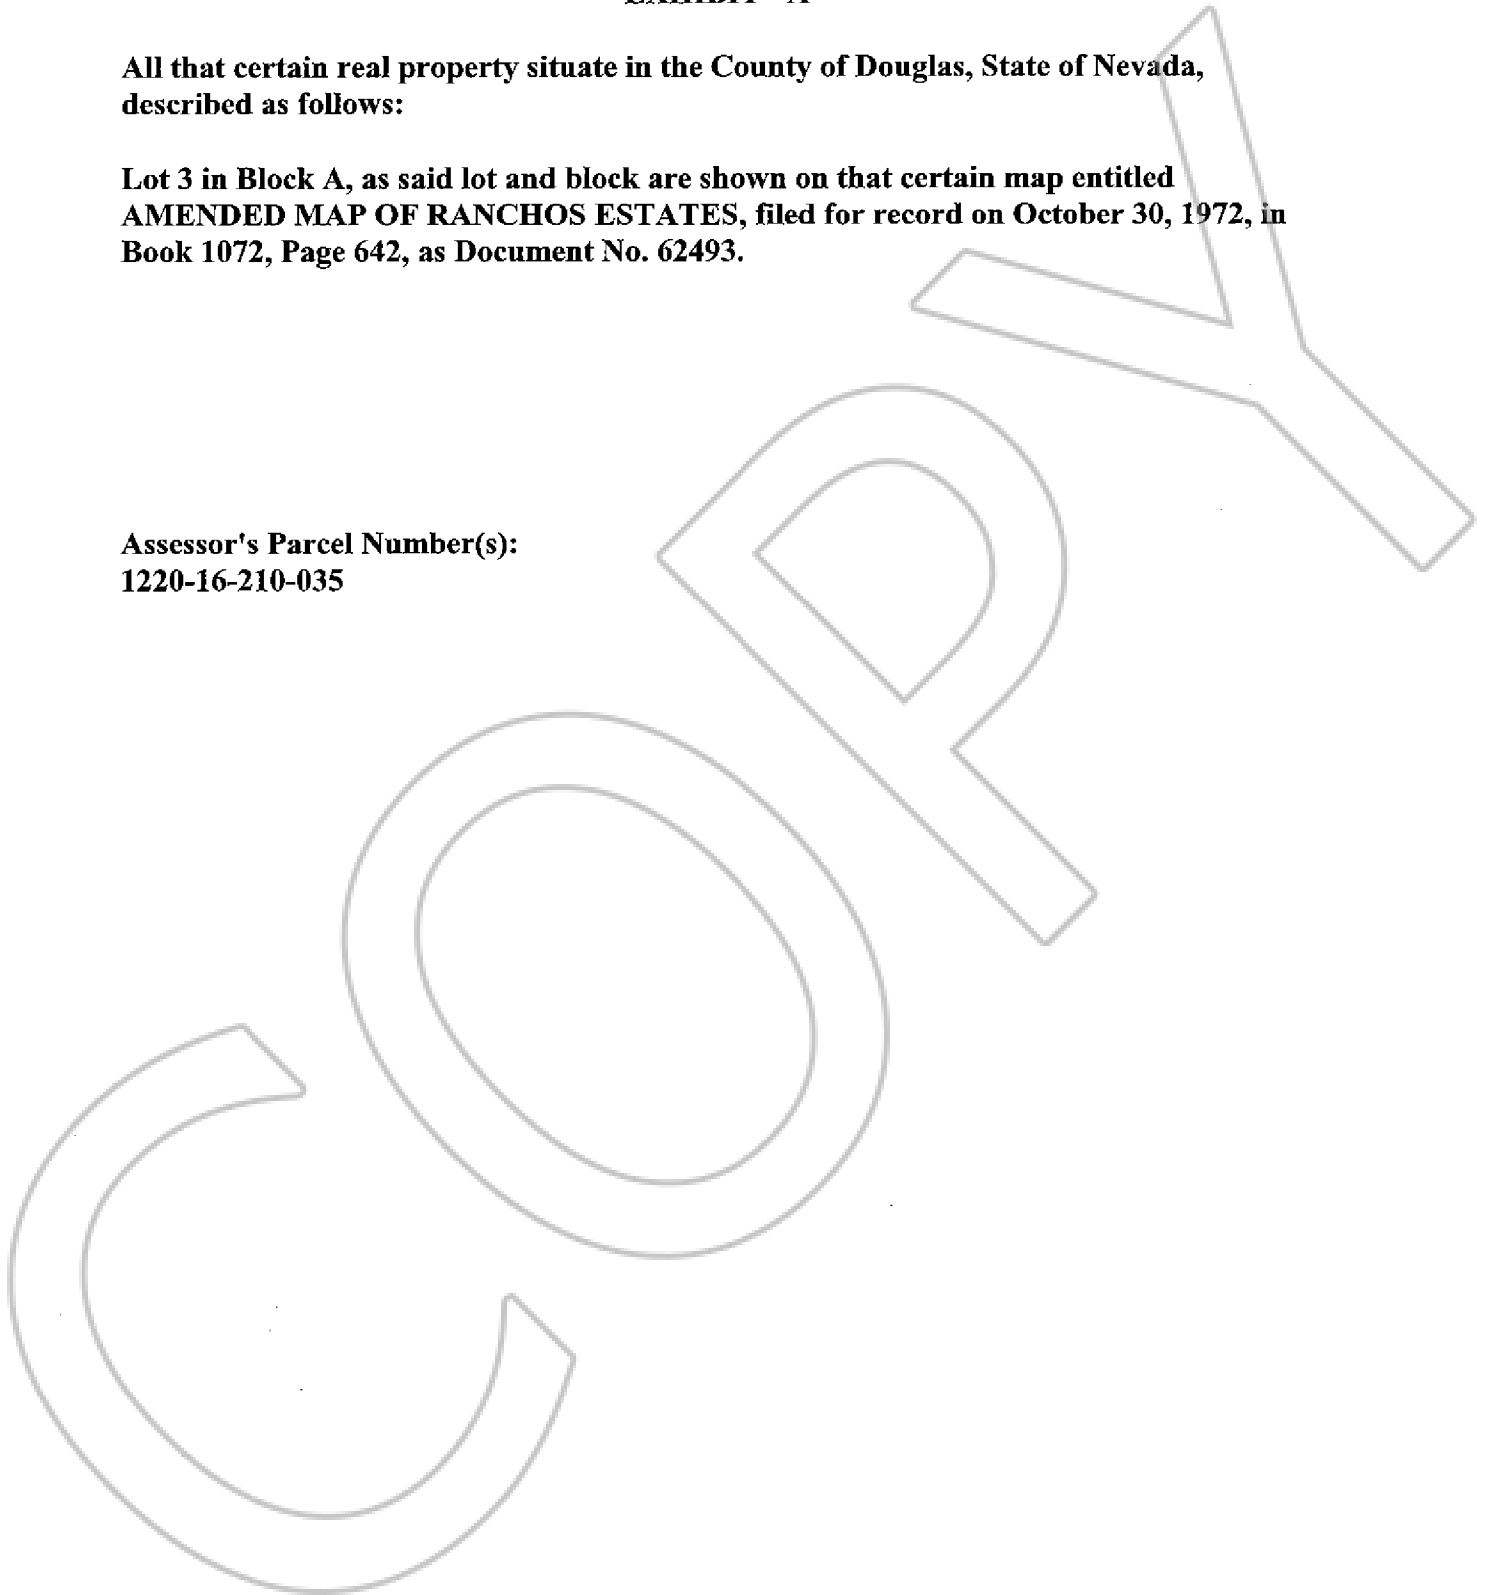 EXHIBIT "A"
All that certain real property situate in the County of Douglas, State of Nevada,
described as follows:
Lot 3 in Block A, as said lot and block are shown on that certain map entitled
AMENDED MAP OF RANCHOS ESTATES, filed for record on October 30, 1972, in
Book 1072, Page 642, as Document No. 62493.
Assessor's Parcel Number(s):
1220-16-210-035
COPY